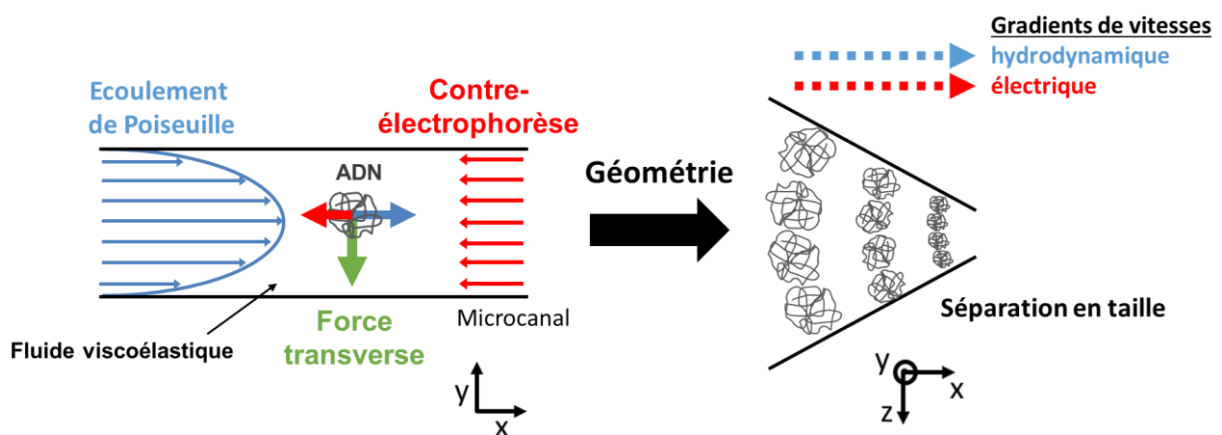 Ecoulement
de Poiseuille
Contre-
électrophorèse
ADN
Fluide viscoélastique
Force
transverse
Microcanal
y
x
Géométrie
Gradients de vitesses
hydrodynamique
électrique
Séparation en taille
y
x
z